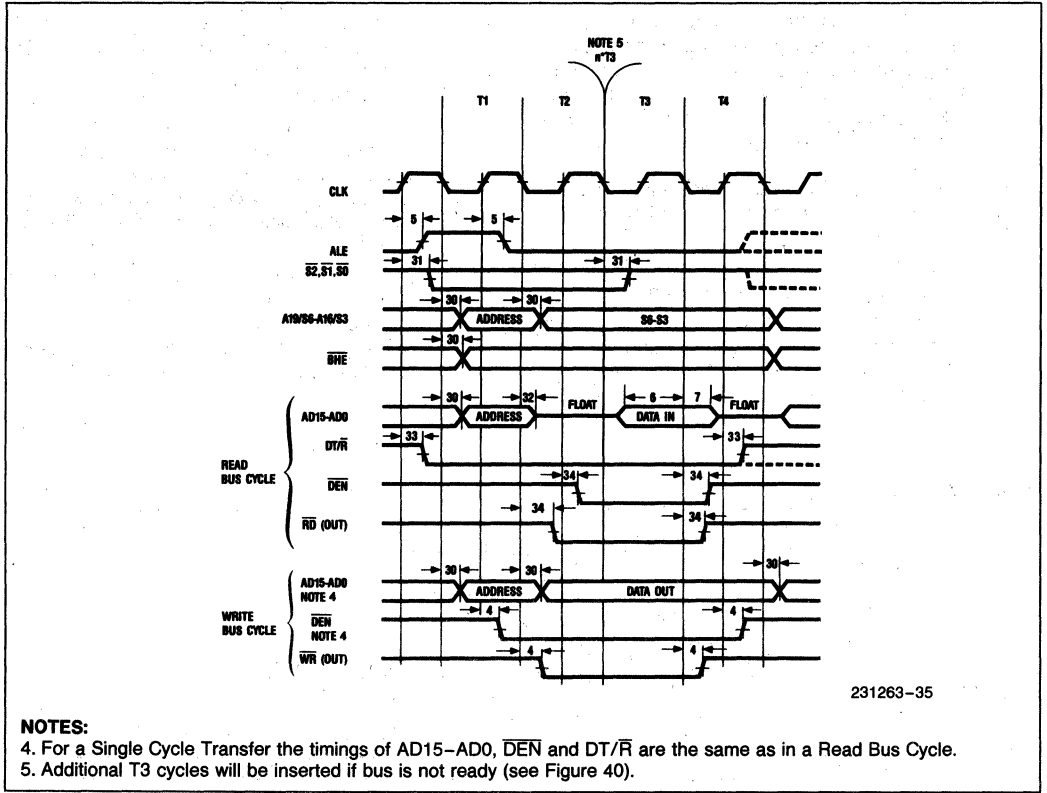 NOTE 5
n*T3
T1 T2 T3 T4
CLK
5 5
ALE
31 31
S2,S1,S0
30 30
A19/S6-A16/S3 ADDRESS S6-S3
30
BHE
30 32 FLOAT 6 7 FLOAT
AD15-AD0 ADDRESS DATA IN
33 33
DT/R
READ
BUS CYCLE
34 34
DEN
34 34
RD (OUT)
30 30 30
AD15-AD0 ADDRESS DATA OUT
NOTE 4
4 4
WRITE
BUS CYCLE
DEN
NOTE 4
4 4
WR (OUT)
231263-35
NOTES:
4. For a Single Cycle Transfer the timings of AD15-AD0, DEN and DT/R are the same as in a Read Bus Cycle.
5. Additional T3 cycles will be inserted if bus is not ready (see Figure 40).